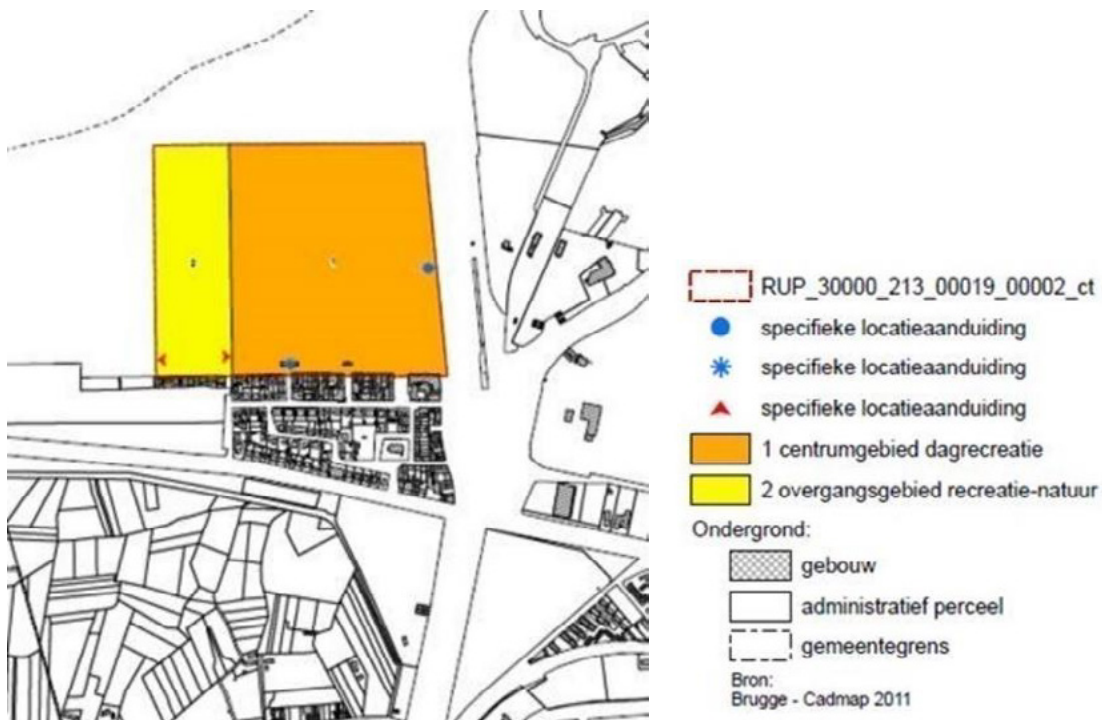 RUP_30000_213_00019_00002_ct
specifieke locatieaanduiding
specifieke locatieaanduiding
specifieke locatieaanduiding
1 centrumgebied dagrecreatie
2 overgangsgebied recreatie-natuur
Ondergrond:
gebouw
administratief perceel
gemeentegrens
Bron:
Brugge - Cadmap 2011